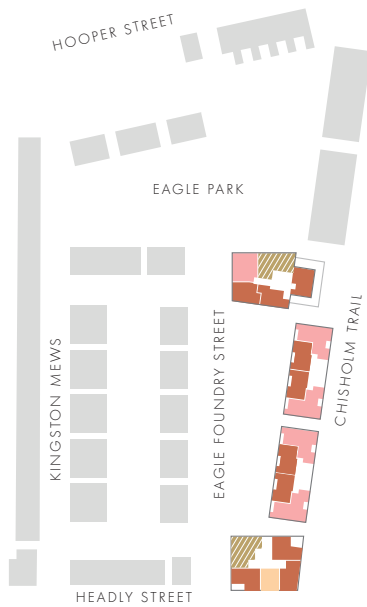 HOOPER STREET
EAGLE PARK
KINGSTON MEWS
EAGLE FOUNDRY STREET
CHISHOLM TRAIL
HEADLY STREET